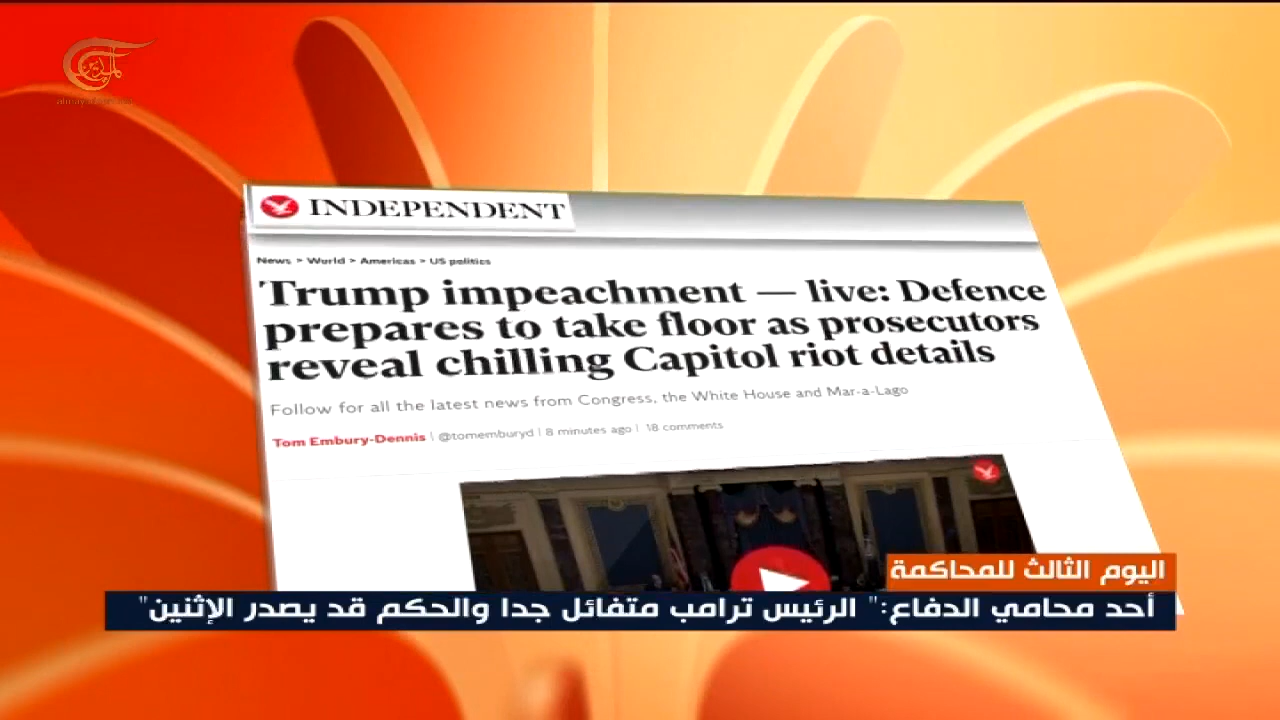 الميادين
INDEPENDENT
News > World > Americas > US politics
Trump impeachment — live: Defence
prepares to take floor as prosecutors
reveal chilling Capitol riot details
Follow for all the latest news from Congress, the White House and Mar-a-Lago
Tom Embury-Dennis | @tomemburyd | 8 minutes ago | 18 comments
اليوم الثالث للمحاكمة
أحد محامي الدفاع:" الرئيس ترامب متفائل جدا والحكم قد يصدر الإثنين"